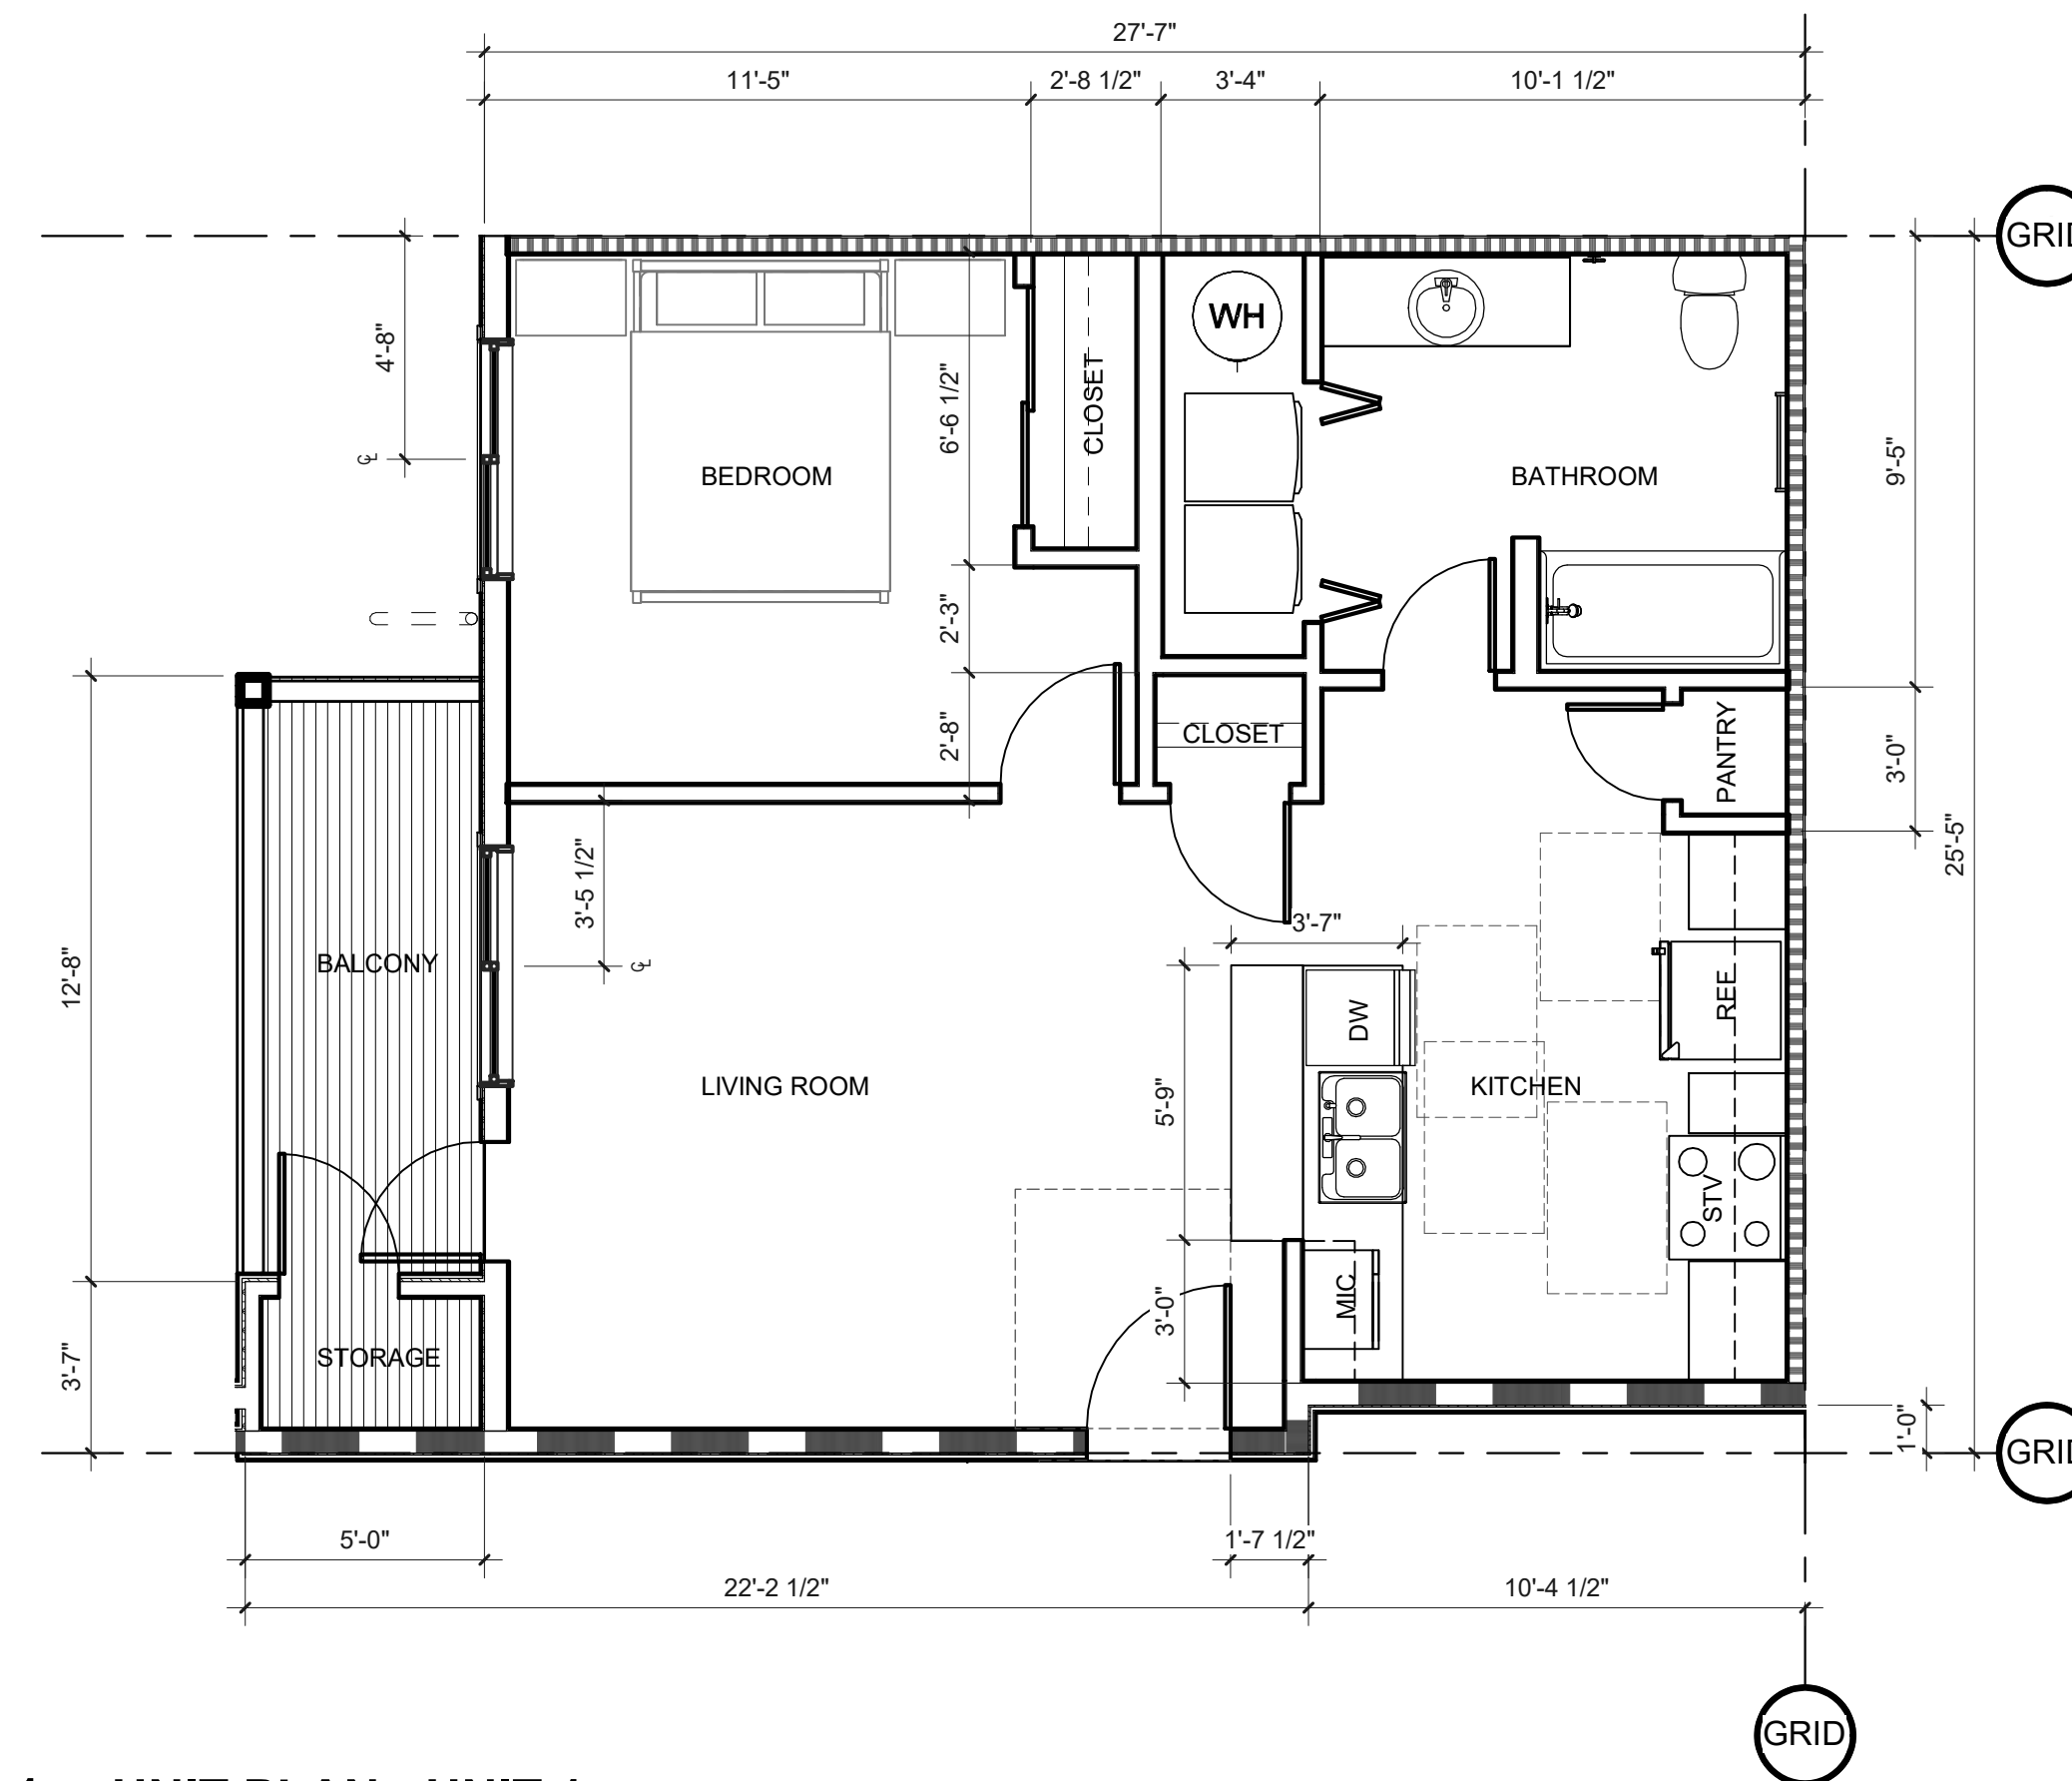 27'-7"
11'-5"
2'-8 1/2"
3'-4"
10'-1 1/2"
GRID
4'-8"
WH
CLOSET
6'-6 1/2"
℄
BEDROOM
BATHROOM
9'-5"
2'-3"
CLOSET
2'-8"
PANTRY
3'-0"
25'-5"
3'-5 1/2"
3'-7"
℄
12'-8"
BALCONY
DW
REF
LIVING ROOM
5'-9"
KITCHEN
STV
MIC
3'-0"
3'-7"
STORAGE
1'-0"
GRID
5'-0"
1'-7 1/2"
22'-2 1/2"
10'-4 1/2"
GRID